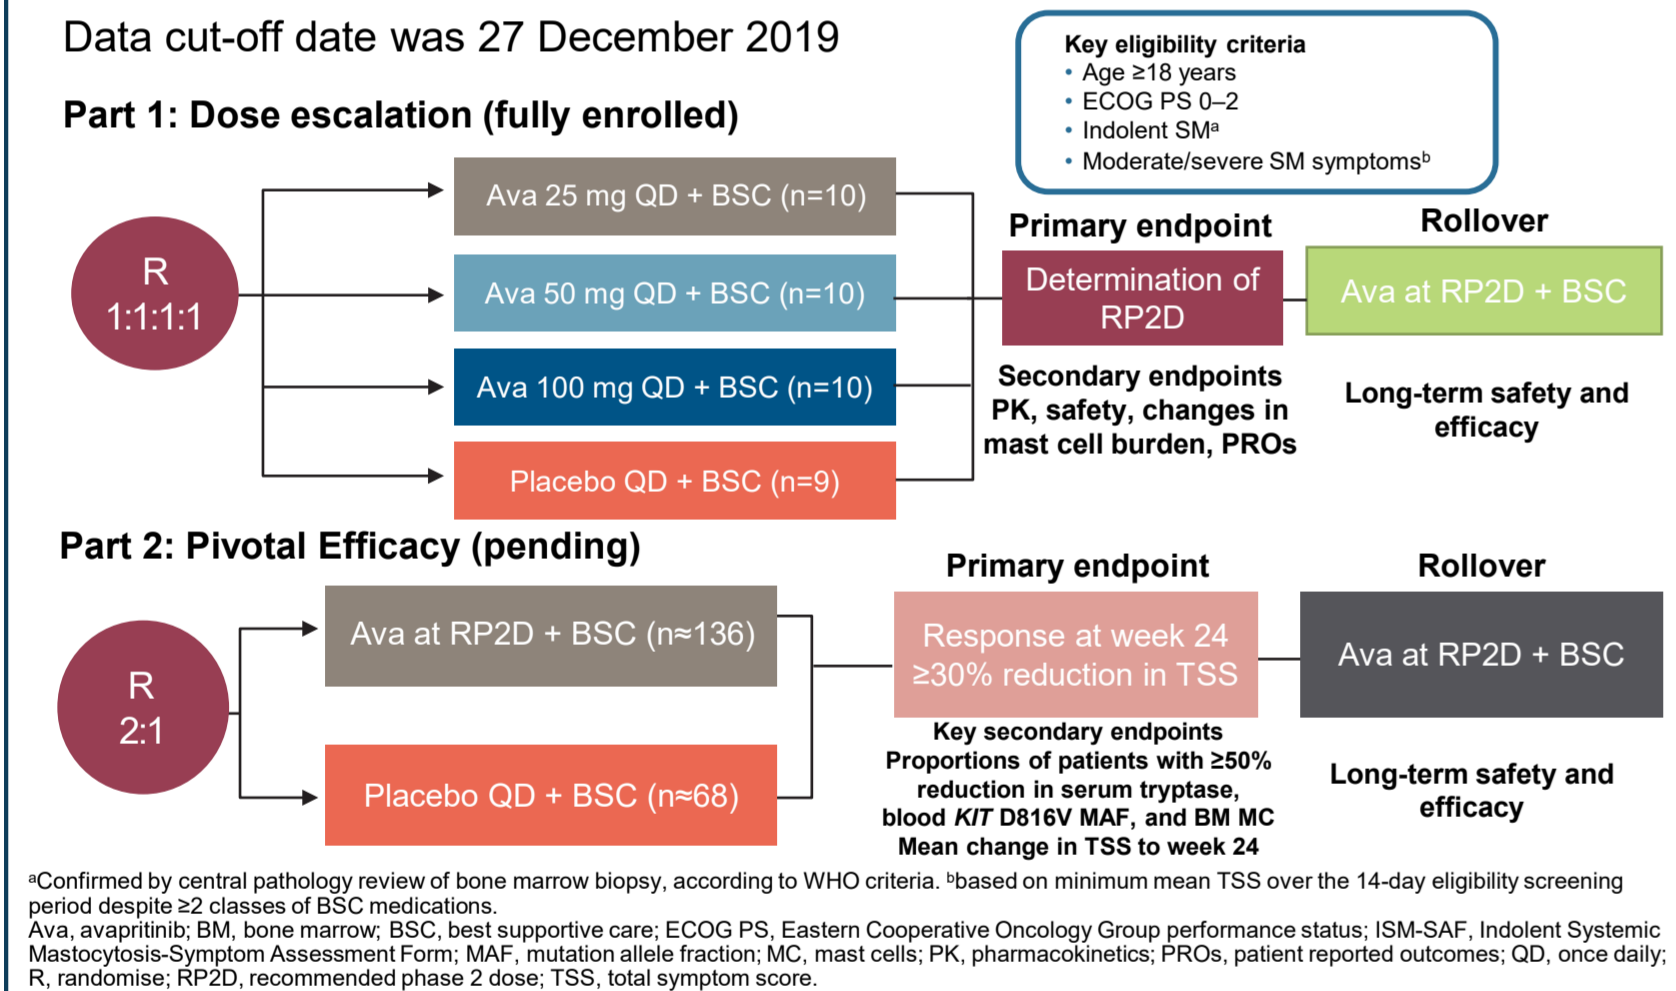 Data cut-off date was 27 December 2019
Key eligibility criteria
• Age ≥18 years
• ECOG PS 0–2
• Indolent SMᵃ
• Moderate/severe SM symptomsᵇ
Part 1: Dose escalation (fully enrolled)
R
1:1:1:1
Ava 25 mg QD + BSC (n=10)
Ava 50 mg QD + BSC (n=10)
Ava 100 mg QD + BSC (n=10)
Placebo QD + BSC (n=9)
Primary endpoint
Determination of
RP2D
Secondary endpoints
PK, safety, changes in
mast cell burden, PROs
Rollover
Ava at RP2D + BSC
Long-term safety and
efficacy
Part 2: Pivotal Efficacy (pending)
R
2:1
Ava at RP2D + BSC (n≈136)
Placebo QD + BSC (n≈68)
Primary endpoint
Response at week 24
≥30% reduction in TSS
Key secondary endpoints
Proportions of patients with ≥50%
reduction in serum tryptase,
blood KIT D816V MAF, and BM MC
Mean change in TSS to week 24
Rollover
Ava at RP2D + BSC
Long-term safety and
efficacy
ᵃConfirmed by central pathology review of bone marrow biopsy, according to WHO criteria. ᵇbased on minimum mean TSS over the 14-day eligibility screening
period despite ≥2 classes of BSC medications.
Ava, avapritinib; BM, bone marrow; BSC, best supportive care; ECOG PS, Eastern Cooperative Oncology Group performance status; ISM-SAF, Indolent Systemic
Mastocytosis-Symptom Assessment Form; MAF, mutation allele fraction; MC, mast cells; PK, pharmacokinetics; PROs, patient reported outcomes; QD, once daily;
R, randomise; RP2D, recommended phase 2 dose; TSS, total symptom score.